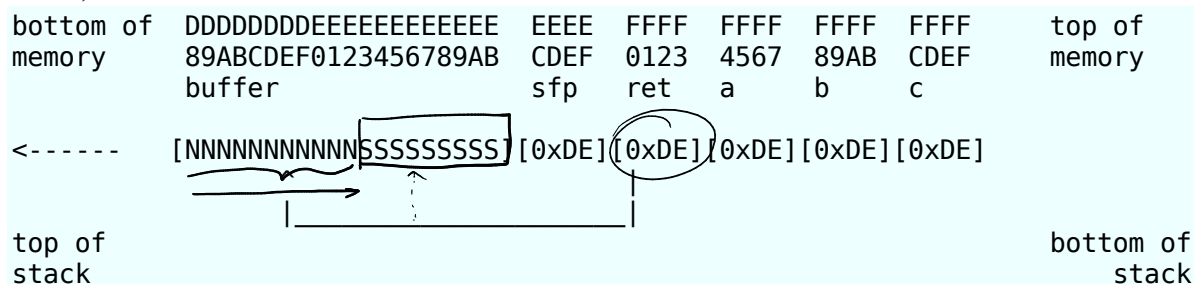 bottom of DDDDDDDDEEEEEEEEEEEE EEEE FFFF FFFF FFFF FFFF top of
memory 89ABCDEF0123456789AB CDEF 0123 4567 89AB CDEF memory
buffer sfp ret a b c
<------ [NNNNNNNNNNNSSSSSSSSS][0xDE][0xDE][0xDE][0xDE][0xDE]
top of bottom of
stack stack